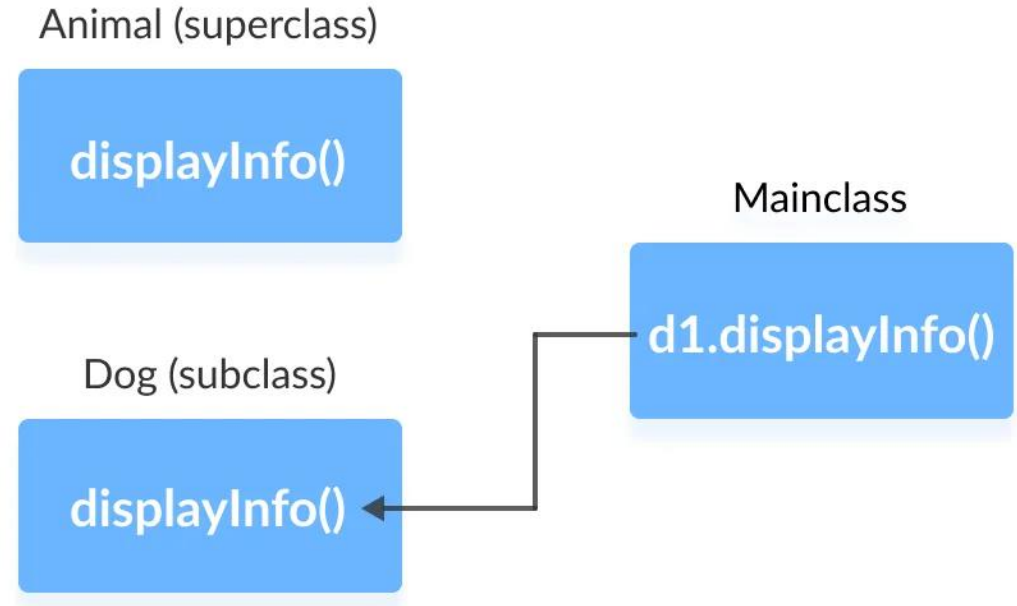 Animal (superclass)
displayInfo()
Mainclass
d1.displayInfo()
Dog (subclass)
displayInfo()